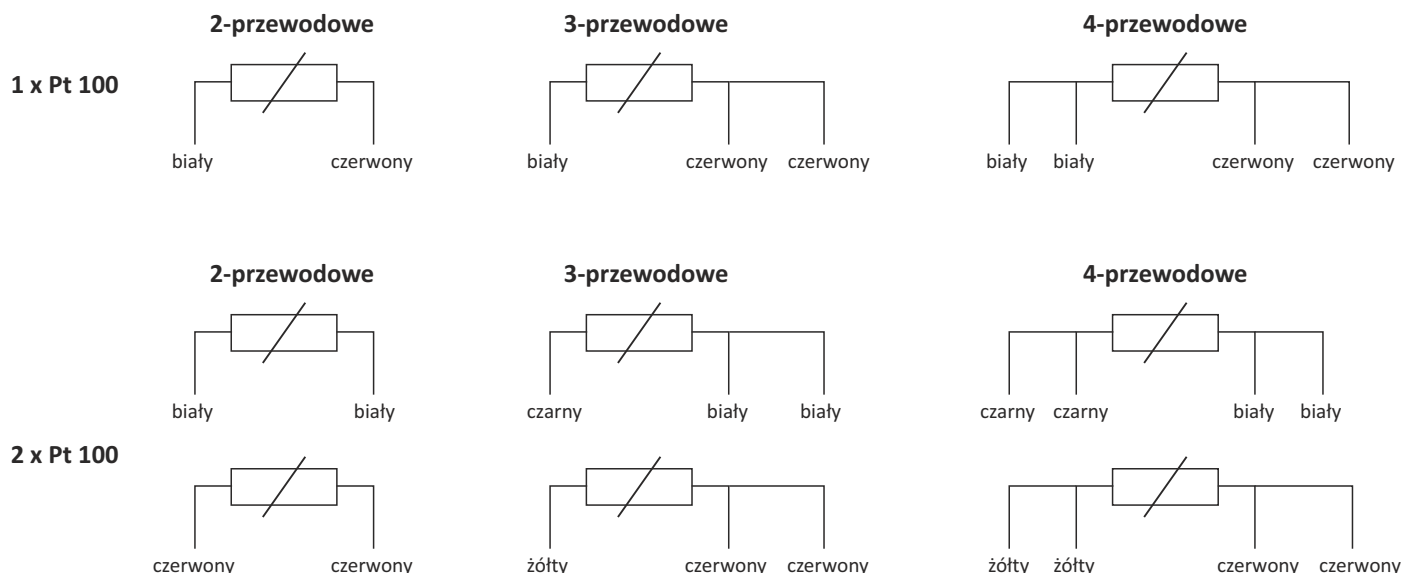 2-przewodowe 3-przewodowe 4-przewodowe
1 x Pt 100
biały czerwony biały czerwony czerwony biały biały czerwony czerwony
2-przewodowe 3-przewodowe 4-przewodowe
biały biały czarny biały biały czarny czarny biały biały
2 x Pt 100
czerwony czerwony żółty czerwony czerwony żółty żółty czerwony czerwony